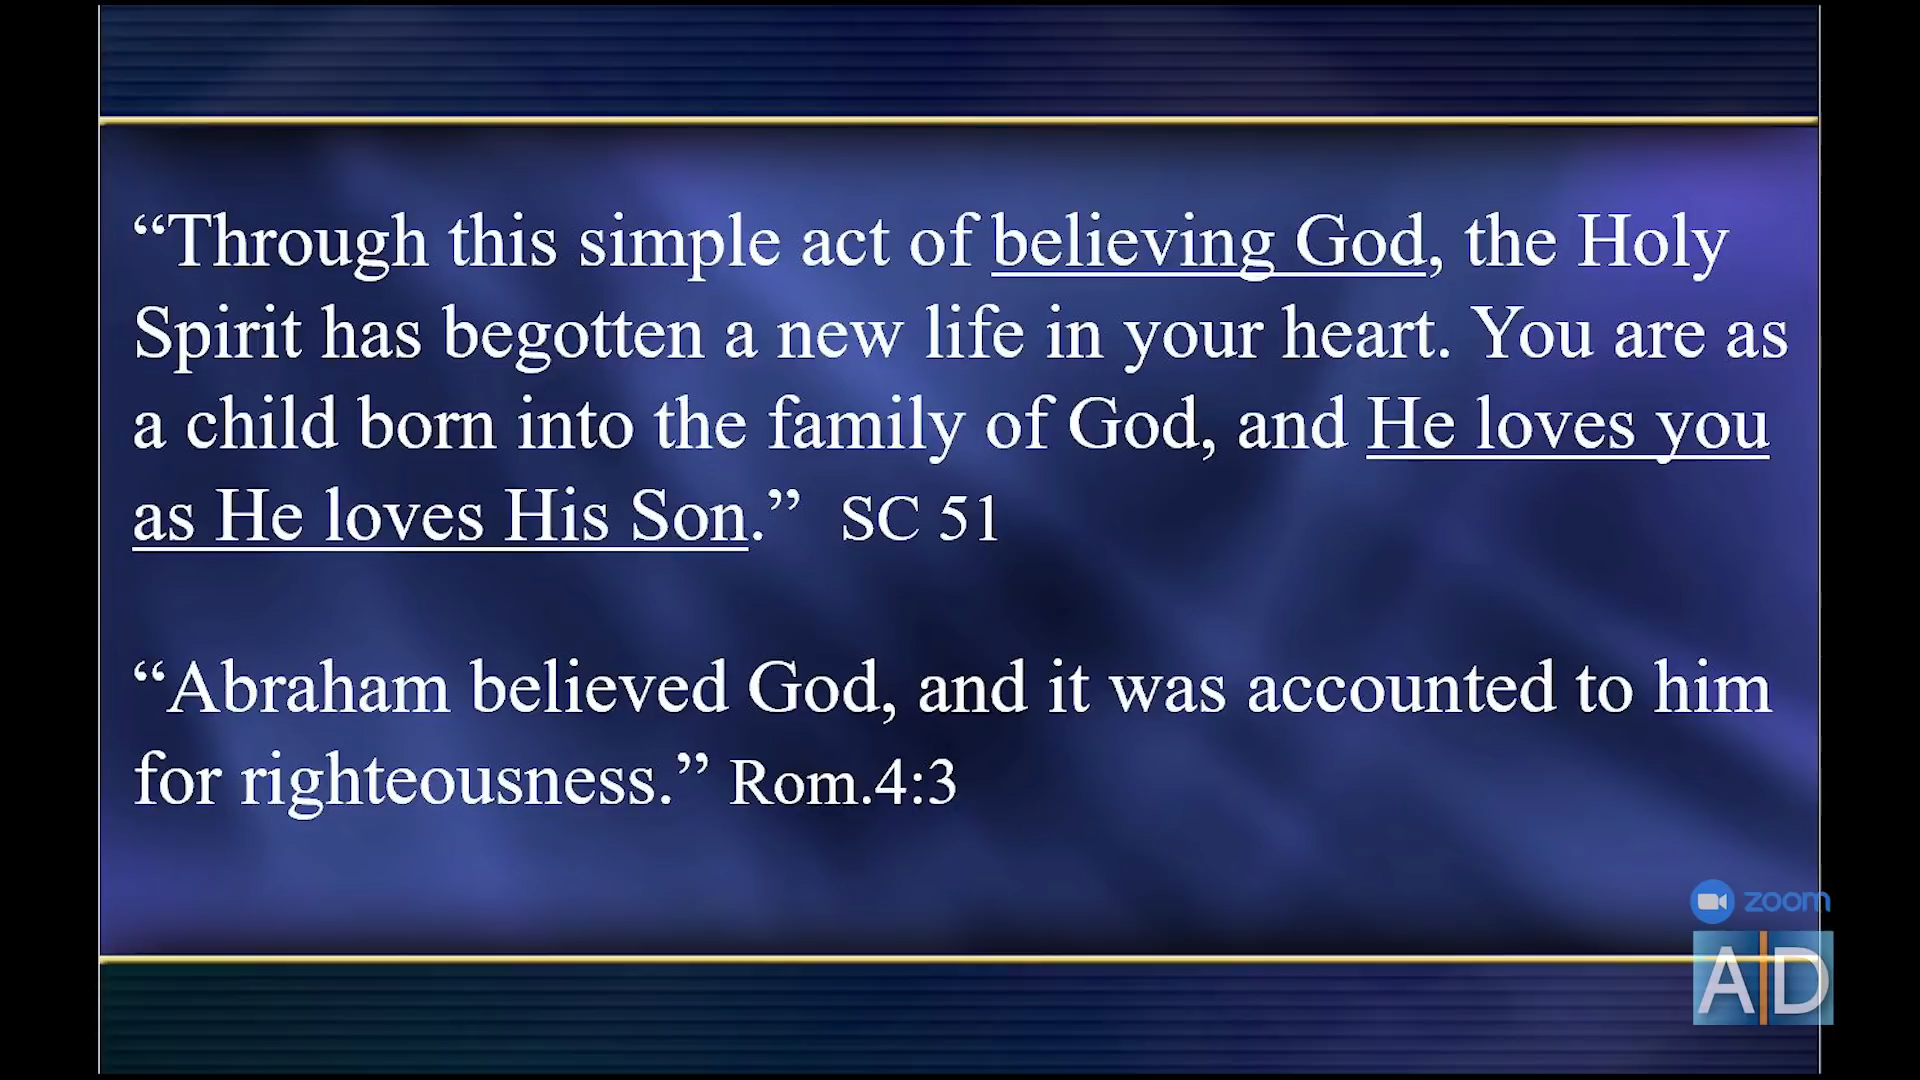 “Through this simple act of believing God, the Holy
Spirit has begotten a new life in your heart. You are as
a child born into the family of God, and He loves you
as He loves His Son.” SC 51
“Abraham believed God, and it was accounted to him
for righteousness.” Rom.4:3
zoom
A|D